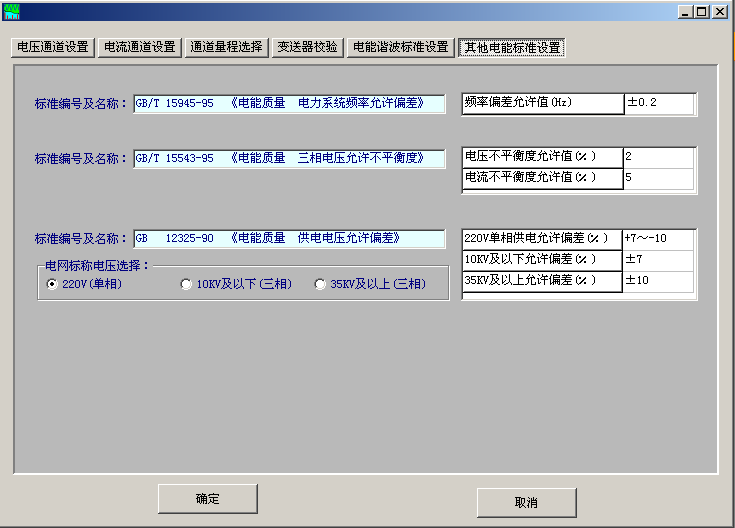 电压通道设置 电流通道设置 通道量程选择 变送器校验 电能谐波标准设置 其他电能标准设置
标准编号及名称： GB/T 15945-95 《电能质量 电力系统频率允许偏差》 频率偏差允许值(Hz) ±0.2
标准编号及名称： GB/T 15543-95 《电能质量 三相电压允许不平衡度》 电压不平衡度允许值(%) 2
电流不平衡度允许值(%) 5
标准编号及名称： GB 12325-90 《电能质量 供电电压允许偏差》 220V单相供电允许偏差(%) +7～-10
电网标称电压选择： 10KV及以下允许偏差(%) ±7
220V(单相) 10KV及以下(三相) 35KV及以上(三相) 35KV及以上允许偏差(%) ±10
确定 取消